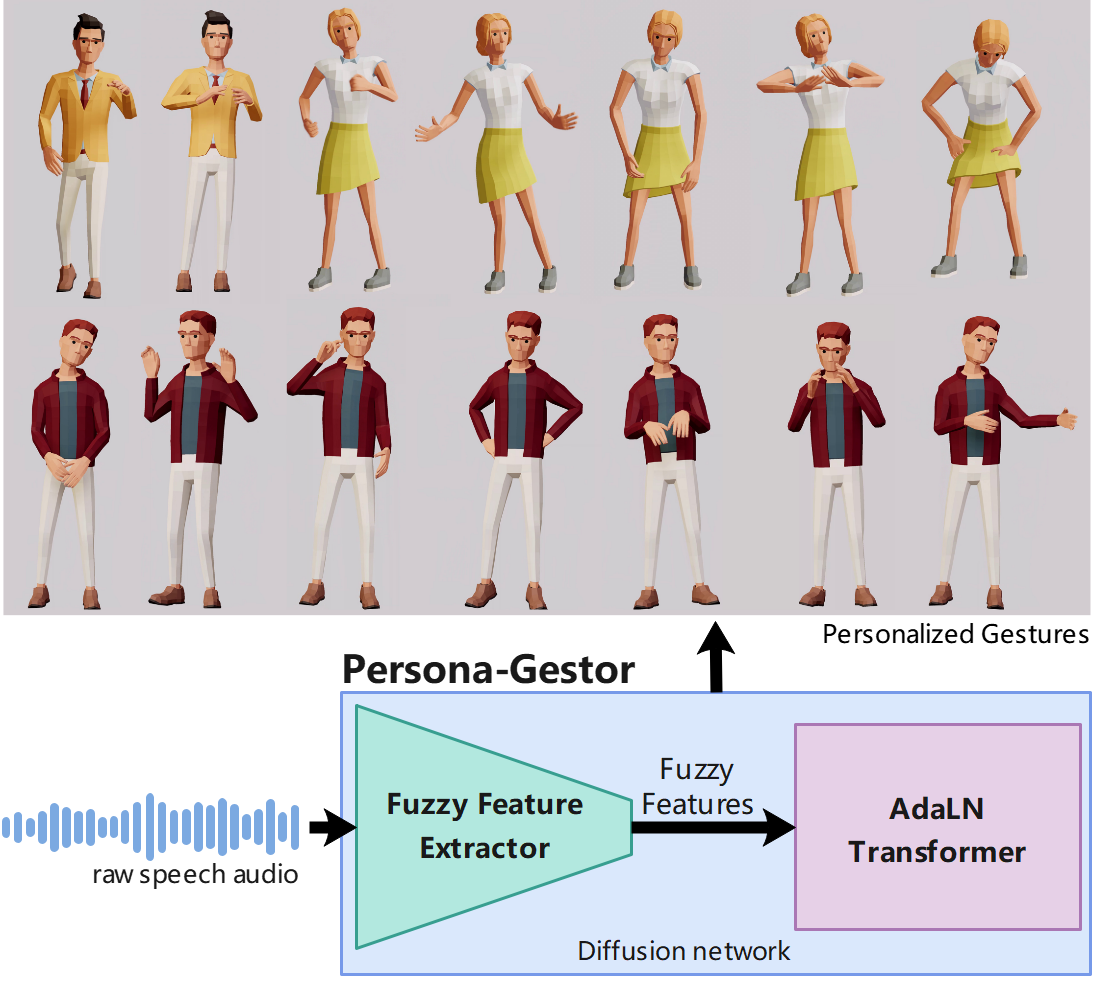 Personalized Gestures
Persona-Gestor
Fuzzy
Features
Fuzzy Feature
Extractor
AdaLN
Transformer
raw speech audio
Diffusion network